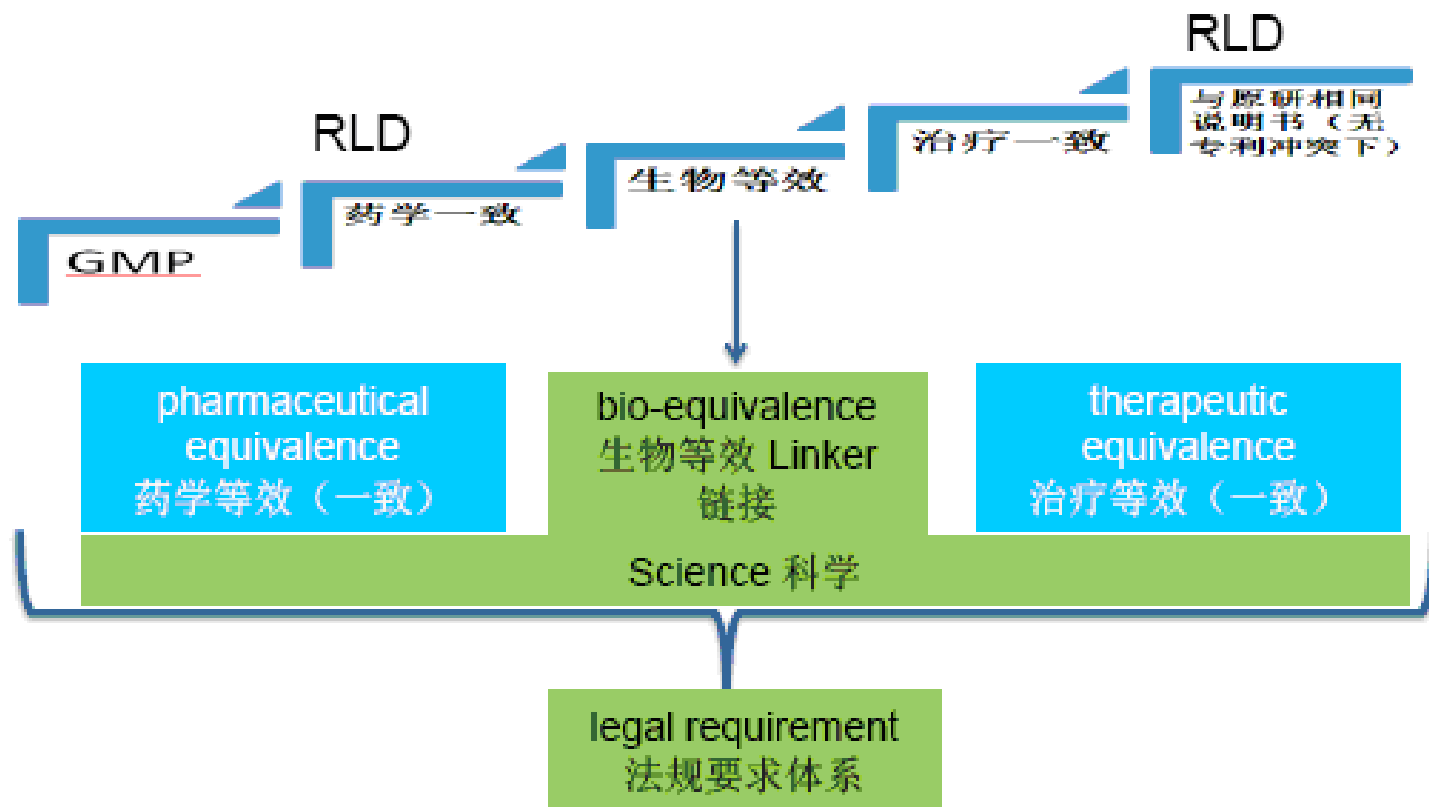 RLD
RLD
GMP
药学一致
生物等效
治疗一致
与原研相同
说明书（无
专利冲突下）
pharmaceutical
equivalence
药学等效（一致）
bio-equivalence
生物等效 Linker
链接
therapeutic
equivalence
治疗等效（一致）
Science 科学
legal requirement
法规要求体系